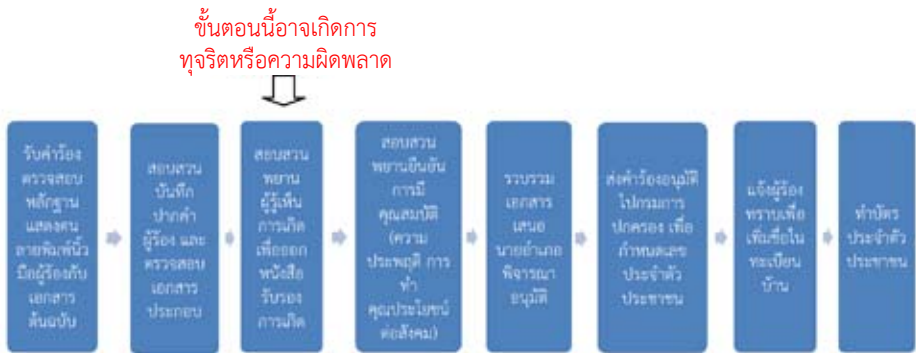 ขั้นตอนนี้อาจเกิดการ
ทุจริตหรือความผิดพลาด
รับคำร้อง
ตรวจสอบ
หลักฐาน
แสดงตน
ลายพิมพ์นิ้ว
มือผู้ร้องกับ
เอกสาร
ต้นฉบับ
สอบสวน
บันทึก
ปากคำ
ผู้ร้อง และ
ตรวจสอบ
เอกสาร
ประกอบ
สอบสวน
พยาน
ผู้รู้เห็น
การเกิด
เพื่อออก
หนังสือ
รับรอง
การเกิด
สอบสวน
พยานยืนยัน
การมี
คุณสมบัติ
(ความ
ประพฤติ การ
ทำ
คุณประโยชน์
ต่อสังคม)
รวบรวม
เอกสาร
เสนอ
นายอำเภอ
พิจารณา
อนุมัติ
ส่งคำร้องอนุมัติ
ไปกรมการ
ปกครอง เพื่อ
กำหนดเลข
ประจำตัว
ประชาชน
แจ้งผู้ร้อง
ทราบเพื่อ
เพิ่มชื่อใน
ทะเบียน
บ้าน
ทำบัตร
ประจำตัว
ประชาชน